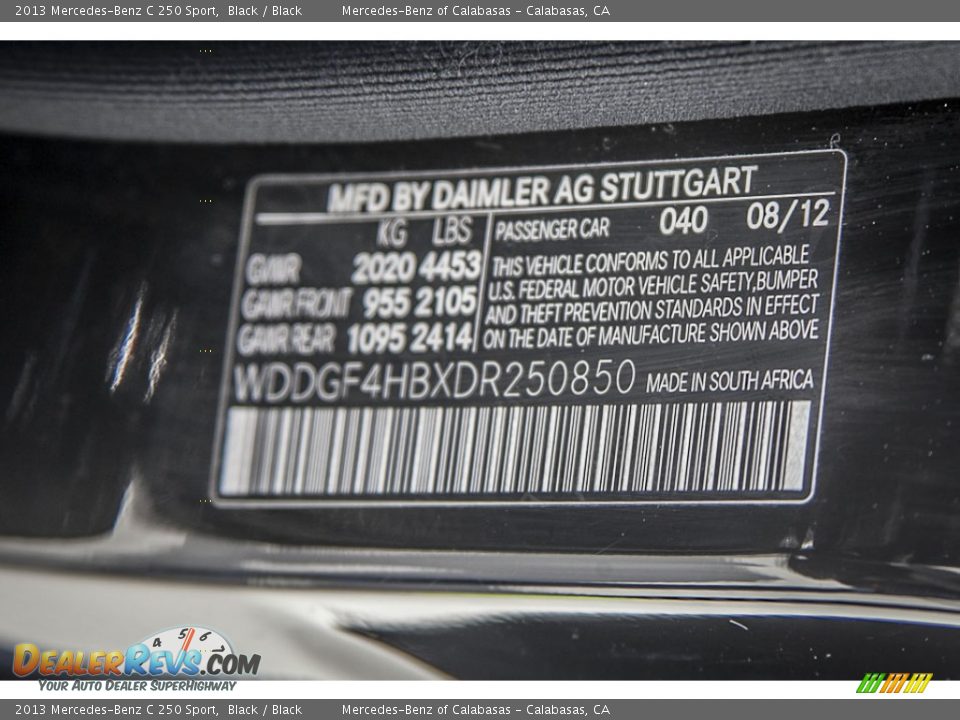 2013 Mercedes-Benz C 250 Sport, Black / Black Mercedes-Benz of Calabasas - Calabasas, CA
MFD BY DAIMLER AG STUTTGART
KG LBS PASSENGER CAR 040 08/12
GVWR 2020 4453
GAWR FRONT 955 2105
GAWR REAR 1095 2414
THIS VEHICLE CONFORMS TO ALL APPLICABLE
U.S. FEDERAL MOTOR VEHICLE SAFETY, BUMPER
AND THEFT PREVENTION STANDARDS IN EFFECT
ON THE DATE OF MANUFACTURE SHOWN ABOVE
WDDGF4HBXDR250850 MADE IN SOUTH AFRICA
4 5 6
DEALERREVS.COM
YOUR AUTO DEALER SUPERHIGHWAY
2013 Mercedes-Benz C 250 Sport, Black / Black Mercedes-Benz of Calabasas - Calabasas, CA